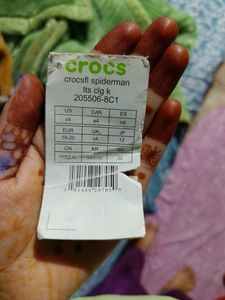 crocs
crocsfl spiderman
lts clg k
205506-8C1
US CAN ES
c4 c4 n4
EUR UK JP
19-20 c4 12
CN KR